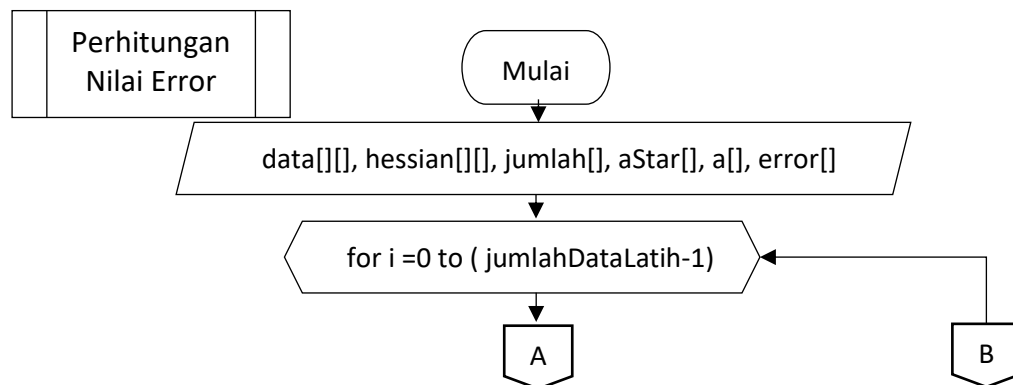 Perhitungan
Nilai Error
Mulai
data[][], hessian[][], jumlah[], aStar[], a[], error[]
for i =0 to ( jumlahDataLatih-1)
A
B